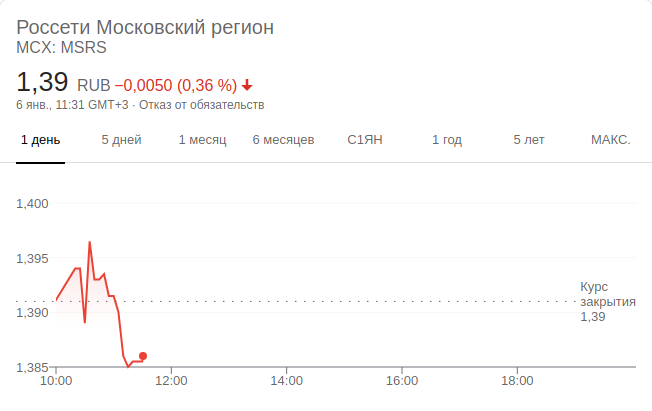 Россети Московский регион
MCX: MSRS
1,39 RUB −0,0050 (0,36 %)
6 янв., 11:31 GMT+3 · Отказ от обязательств
1 день 5 дней 1 месяц 6 месяцев С1ЯН 1 год 5 лет МАКС.
1,400
1,395
Курс
закрытия
1,39
1,390
1,385
10:00 12:00 14:00 16:00 18:00